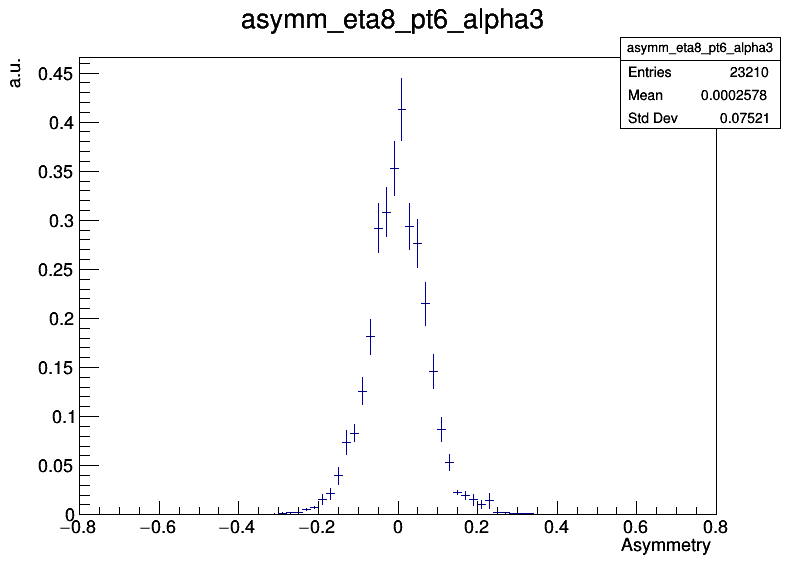 asymm_eta8_pt6_alpha3
asymm_eta8_pt6_alpha3
Entries 23210
Mean 0.0002578
Std Dev 0.07521
a.u.
0.45
0.4
0.35
0.3
0.25
0.2
0.15
0.1
0.05
0
−0.8 −0.6 −0.4 −0.2 0 0.2 0.4 0.6 0.8
Asymmetry